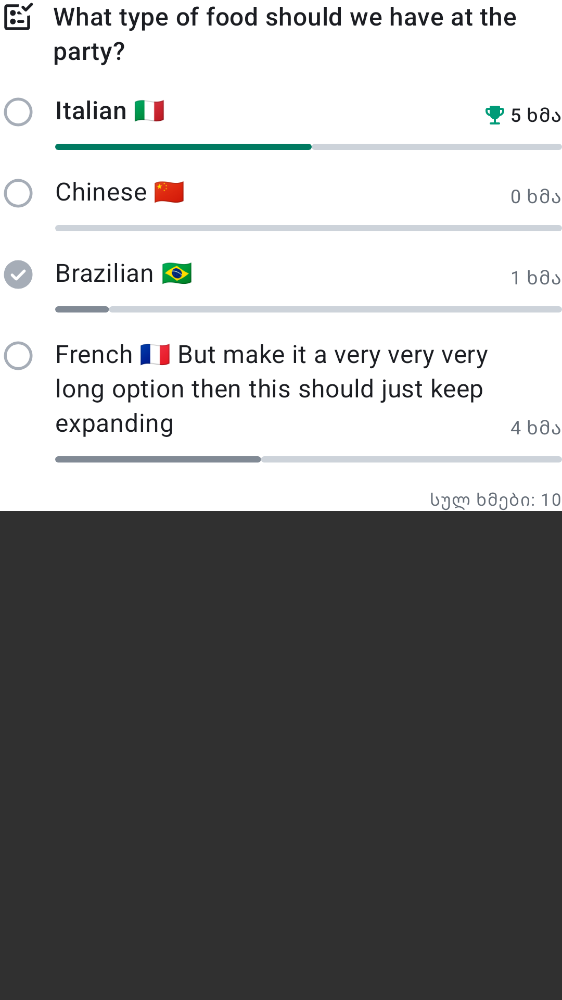 What type of food should we have at the
party?
Italian 🇮🇹
5 ხმა
Chinese 🇨🇳
0 ხმა
Brazilian 🇧🇷
1 ხმა
French 🇫🇷 But make it a very very very
long option then this should just keep
expanding
4 ხმა
სულ ხმები: 10